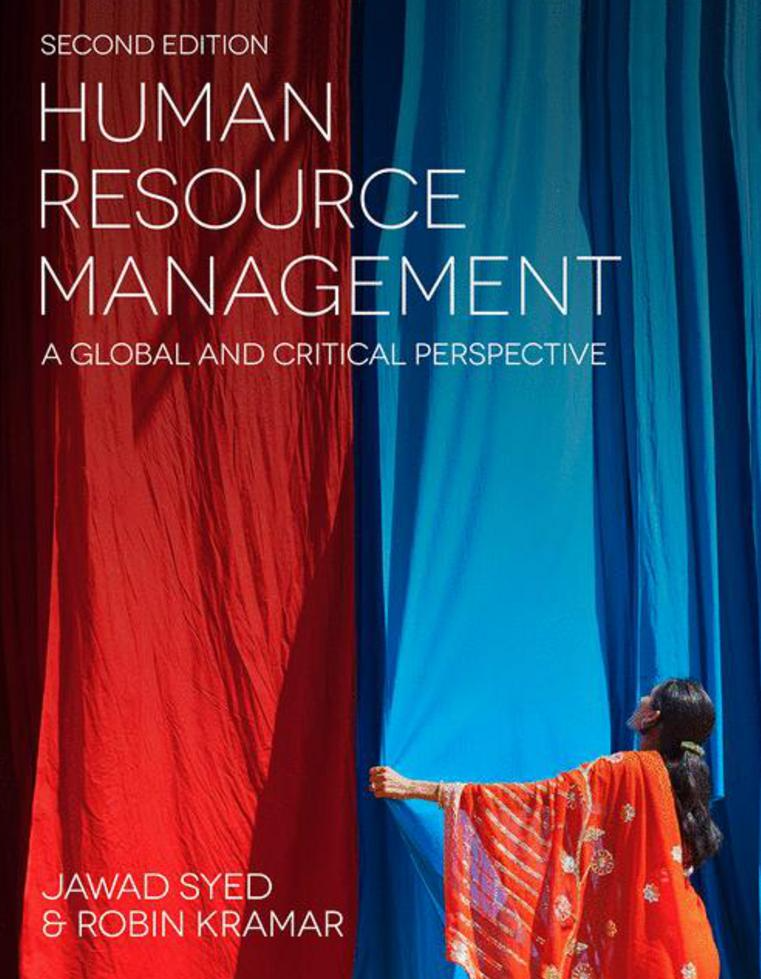 SECOND EDITION
HUMAN
RESOURCE
MANAGEMENT
A GLOBAL AND CRITICAL PERSPECTIVE
JAWAD SYED
& ROBIN KRAMAR